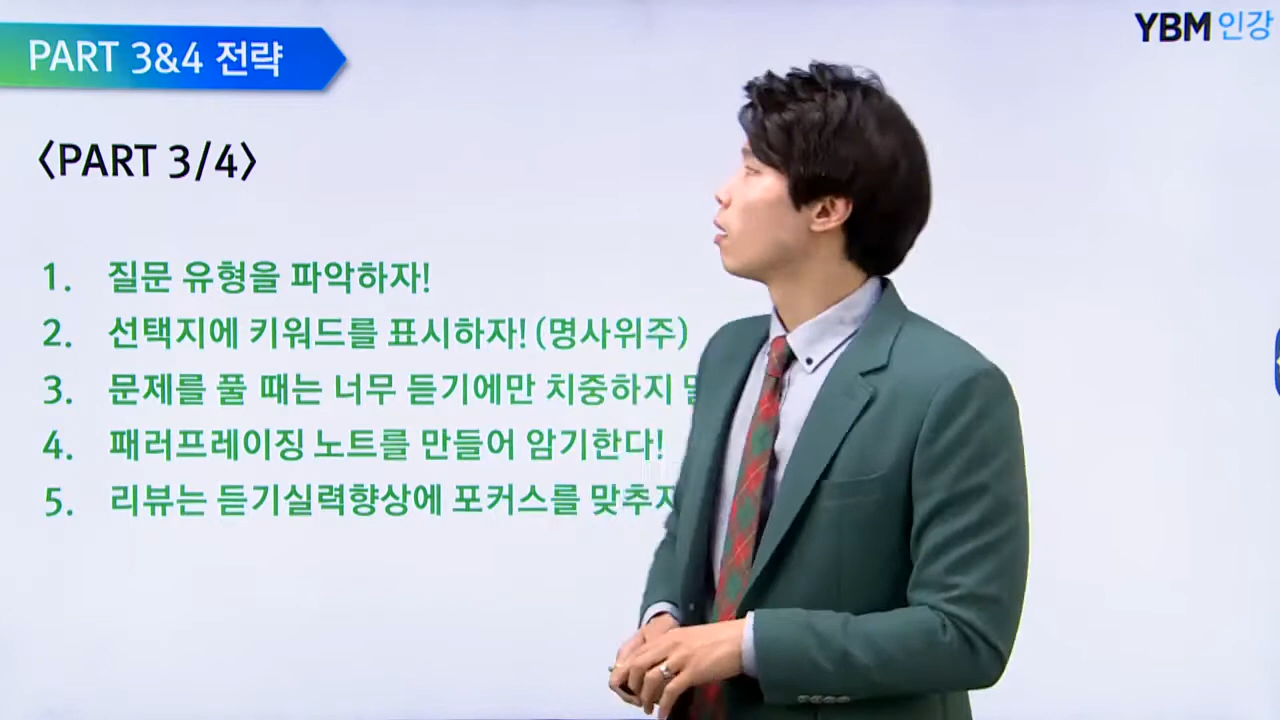 PART 3&4 전략
YBM 인강
〈PART 3/4〉
1. 질문 유형을 파악하자!
2. 선택지에 키워드를 표시하자! (명사위주)
3. 문제를 풀 때는 너무 듣기에만 치중하지
4. 패러프레이징 노트를 만들어 암기한다!
5. 리뷰는 듣기실력향상에 포커스를